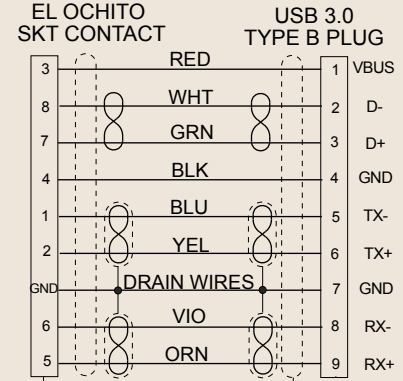 EL OCHITO SKT CONTACT
USB 3.0 TYPE B PLUG
3 RED 1 VBUS
8 WHT 2 D-
7 GRN 3 D+
4 BLK 4 GND
1 BLU 5 TX-
2 YEL 6 TX+
GND DRAIN WIRES 7 GND
6 VIO 8 RX-
5 ORN 9 RX+